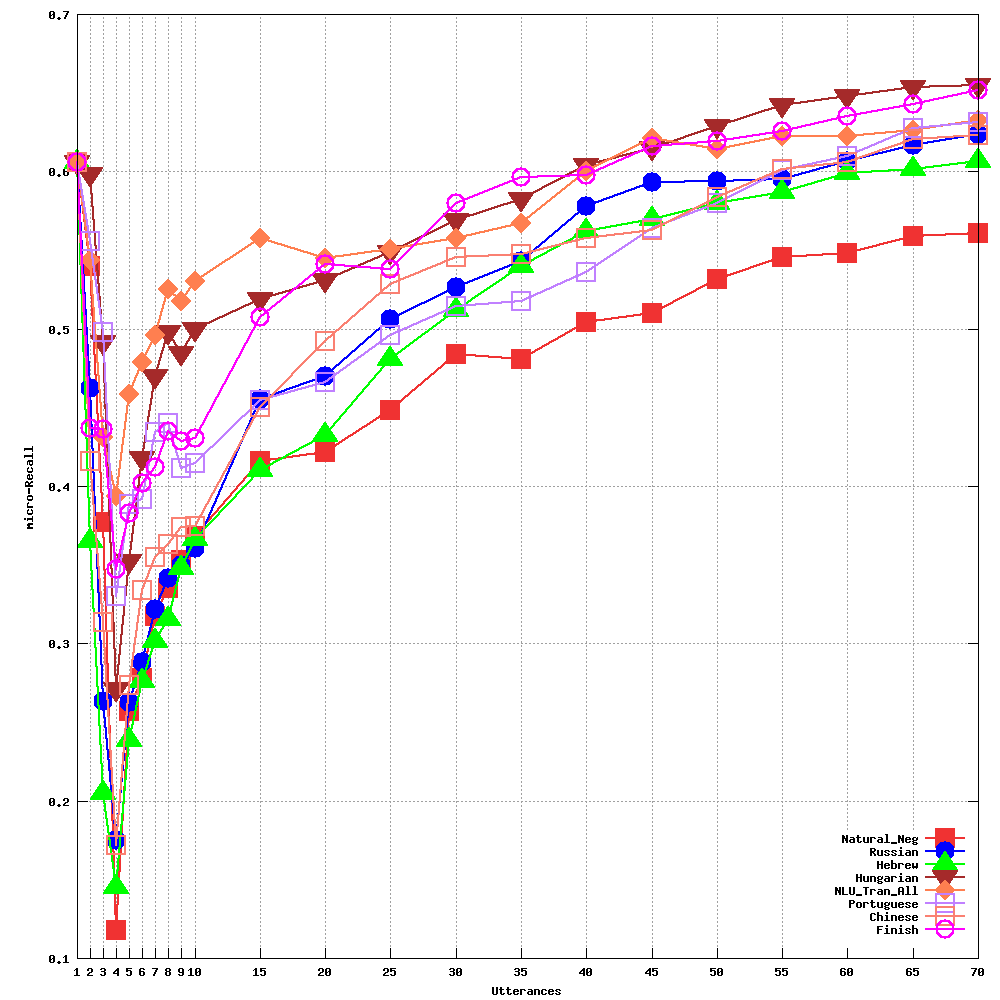 0.7
0.6
0.5
0.4
0.3
0.2
0.1
micro-Recall
1 2 3 4 5 6 7 8 9 10 15 20 25 30 35 40 45 50 55 60 65 70
Utterances
Natural_Neg
Russian
Hebrew
Hungarian
NLU_Tran_All
Portuguese
Chinese
Finish